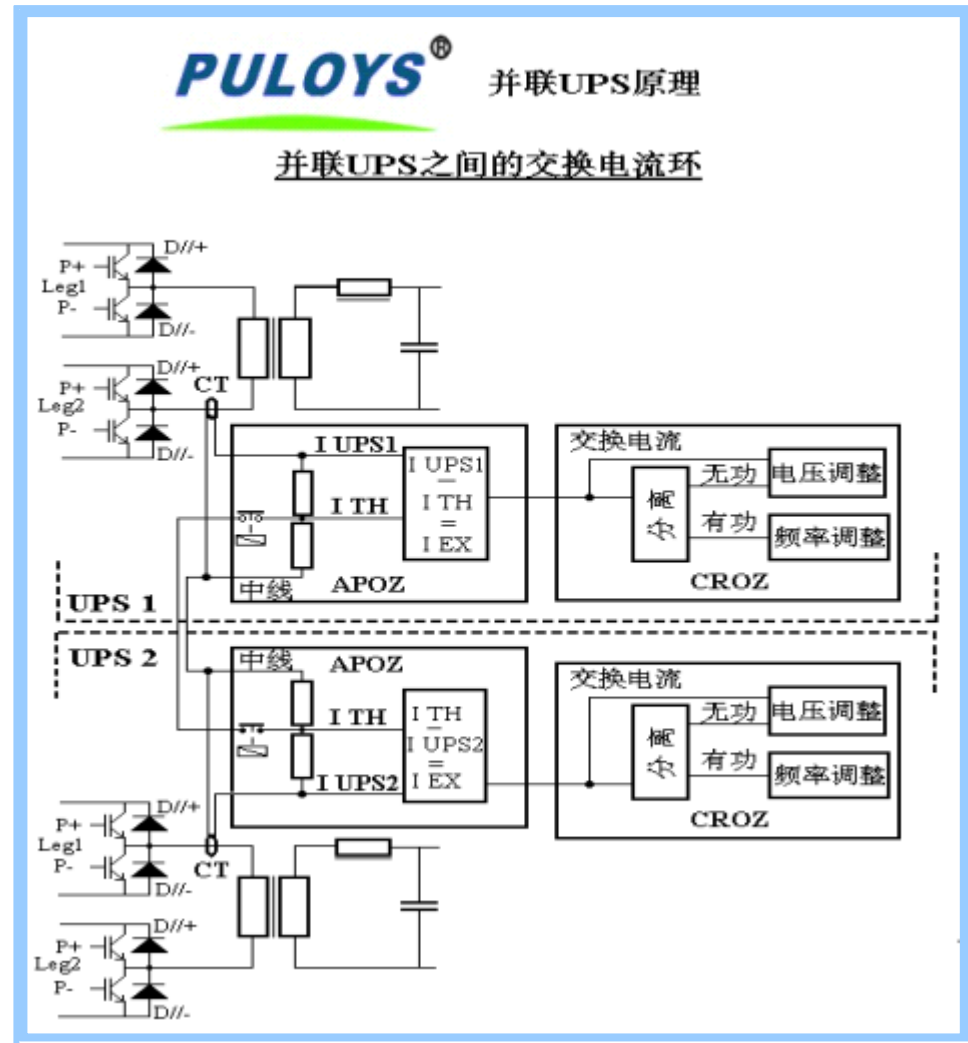 PULOYS® 并联UPS原理
并联UPS之间的交换电流环
D//+
P+
Leg1
P-
D//-
D//+
P+
CT
Leg2
P-
D//-
I UPS1
I TH
中线
APOZ
I UPS1
—
I TH
=
I EX
交换电流
分离
无功
电压调整
有功
频率调整
CROZ
UPS 1
UPS 2
中线
APOZ
I TH
I UPS2
I TH
—
I UPS2
=
I EX
交换电流
分离
无功
电压调整
有功
频率调整
CROZ
D//+
P+
Leg1
P-
CT
D//-
D//+
P+
Leg2
P-
D//-